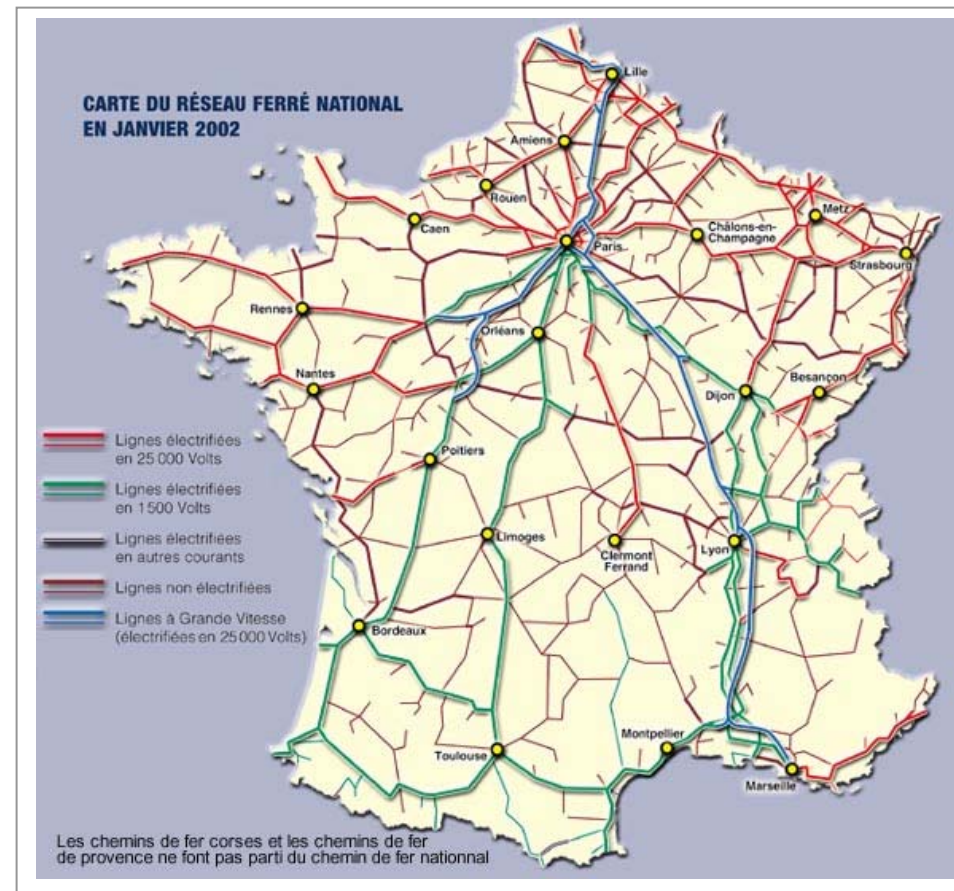 CARTE DU RÉSEAU FERRÉ NATIONAL
EN JANVIER 2002
Lille
Amiens
Rouen
Caen
Paris
Châlons-en-
Champagne
Metz
Strasbourg
Rennes
Orléans
Nantes
Dijon
Besançon
Lignes électrifiées
en 25 000 Volts
Lignes électrifiées
en 1500 Volts
Lignes électrifiées
en autres courants
Lignes non électrifiées
Lignes à Grande Vitesse
(électrifiées en 25 000 Volts)
Poitiers
Limoges
Clermont
Ferrand
Lyon
Bordeaux
Toulouse
Montpellier
Marseille
Les chemins de fer corses et les chemins de fer
de provence ne font pas parti du chemin de fer nationnal